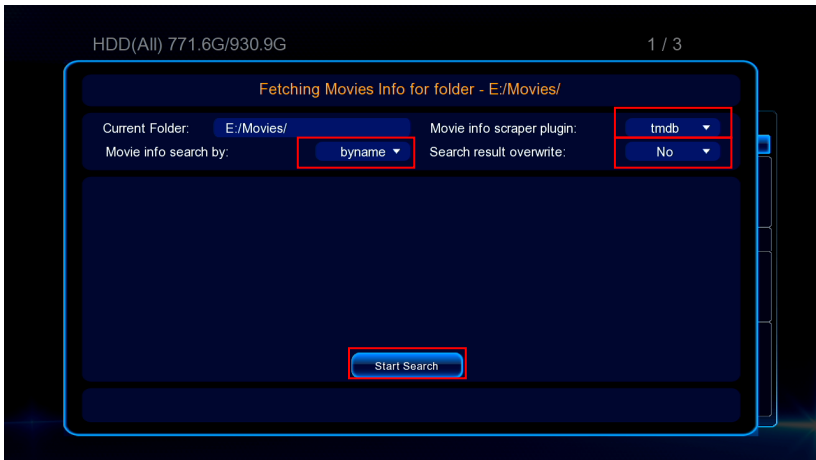 HDD(All) 771.6G/930.9G 1 / 3
Fetching Movies Info for folder - E:/Movies/
Current Folder: E:/Movies/ Movie info scraper plugin: tmdb
Movie info search by: byname Search result overwrite: No
Start Search